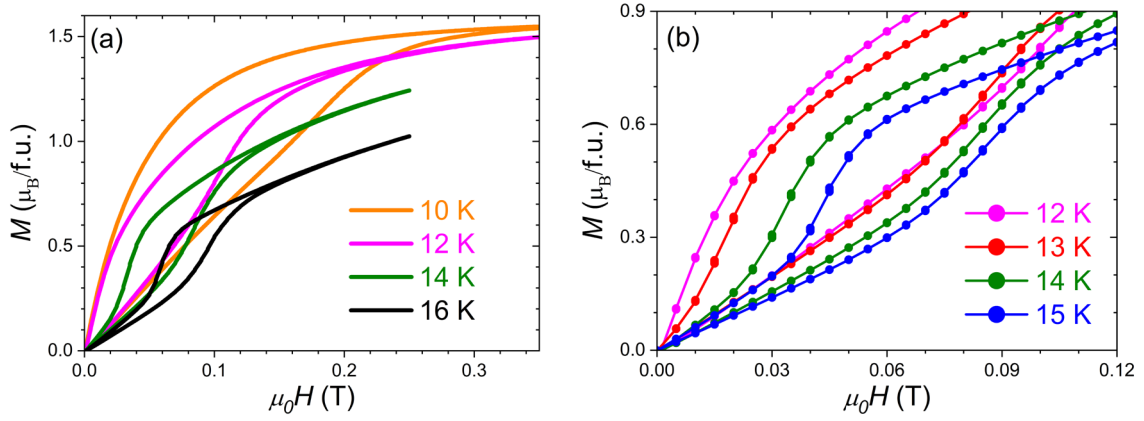 (a)
1.5
1.0
0.5
0.0
M (μB/f.u.)
10 K
12 K
14 K
16 K
0.0 0.1 0.2 0.3
μ0H (T)
(b)
0.9
0.6
0.3
0.0
M (μB/f.u.)
12 K
13 K
14 K
15 K
0.00 0.03 0.06 0.09 0.12
μ0H (T)